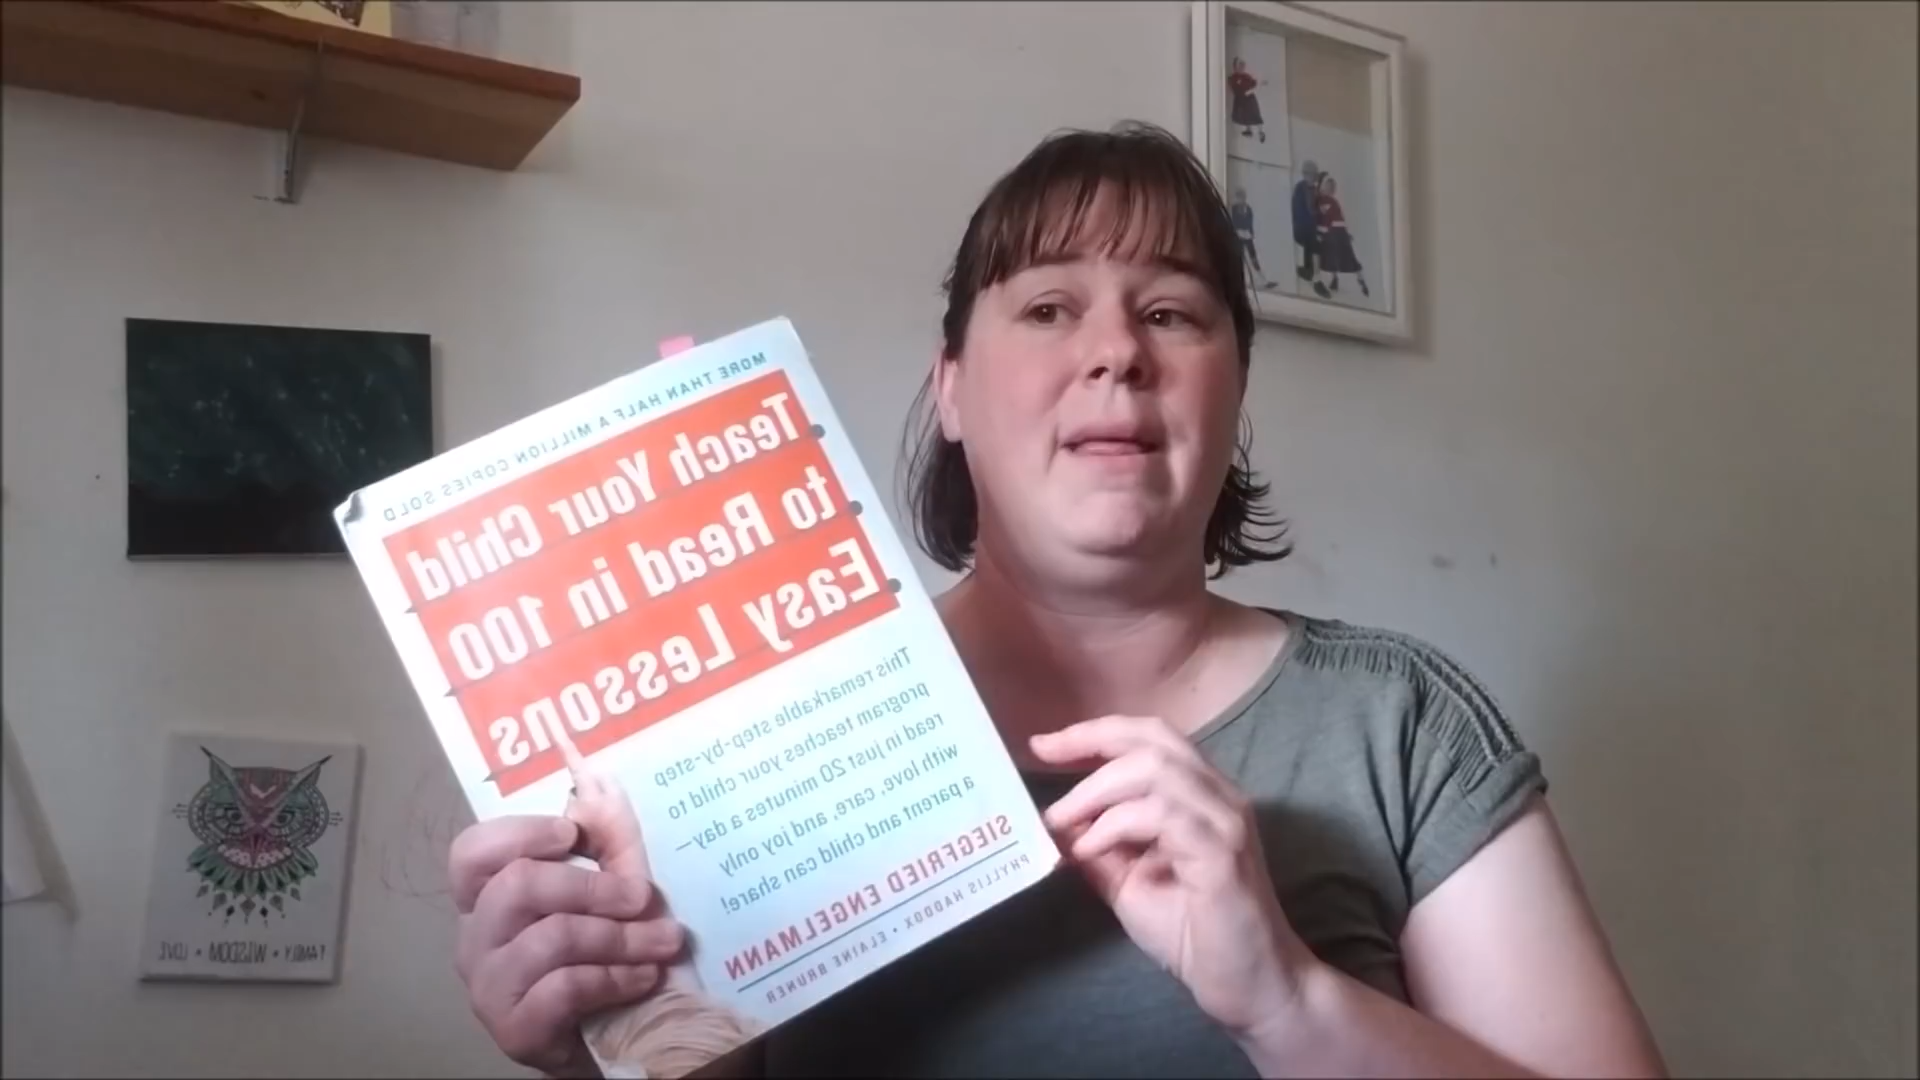 MORE THAN HALF A MILLION COPIES SOLD
Teach Your Child
to Read in 100
Easy Lessons
This remarkable step-by-step
program teaches your child to
read in just 20 minutes a day—
with love, care, and joy only
a parent and child can share!
SIEGFRIED ENGELMANN
PHYLLIS HADDOX • ELAINE BRUNER
FAMILY • WISDOM • LOVE